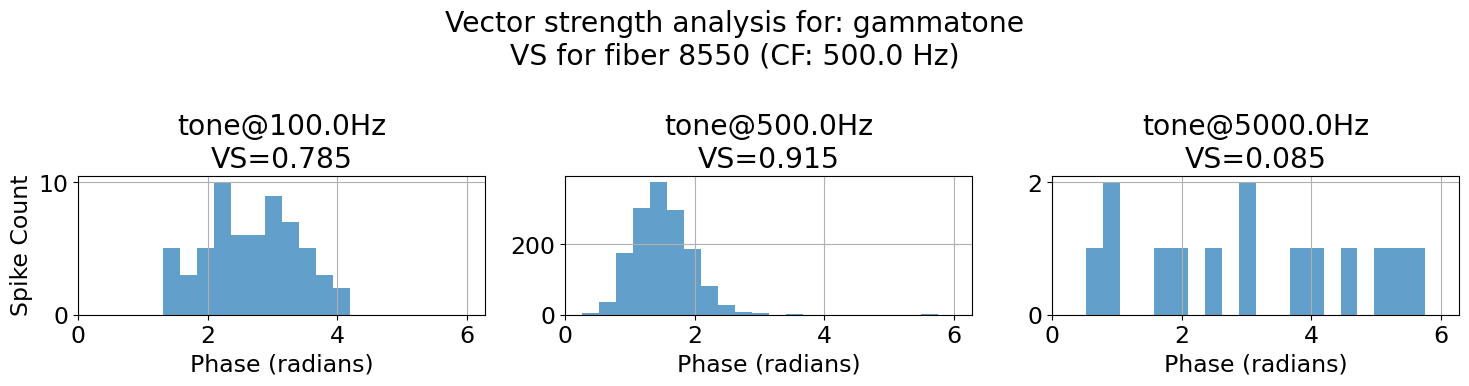 Vector strength analysis for: gammatone
VS for fiber 8550 (CF: 500.0 Hz)
tone@100.0Hz
VS=0.785
tone@500.0Hz
VS=0.915
tone@5000.0Hz
VS=0.085
Spike Count
10
0
0 2 4 6
Phase (radians)
200
0
0 2 4 6
Phase (radians)
2
0
0 2 4 6
Phase (radians)